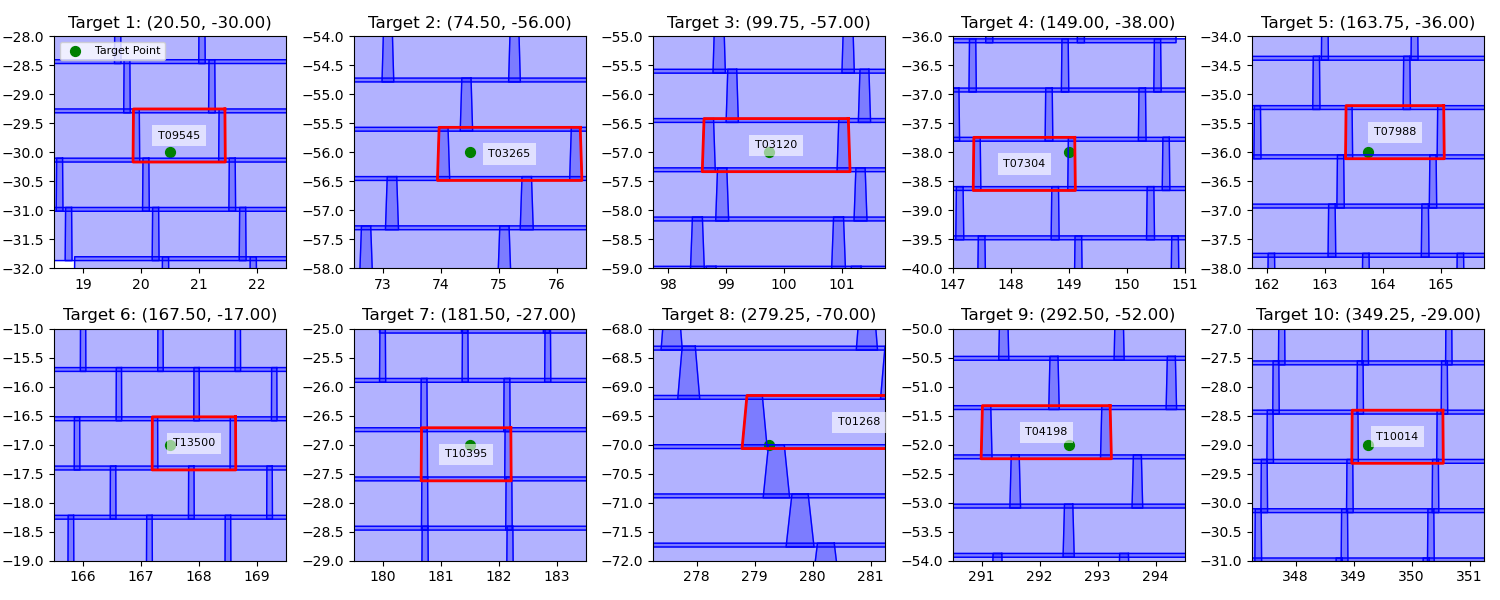 Target 1: (20.50, -30.00)
Target 2: (74.50, -56.00)
Target 3: (99.75, -57.00)
Target 4: (149.00, -38.00)
Target 5: (163.75, -36.00)
−28.0
−28.5
−29.0
−29.5
−30.0
−30.5
−31.0
−31.5
−32.0
Target Point
T09545
19 20 21 22
−54.0
−54.5
−55.0
−55.5
−56.0
−56.5
−57.0
−57.5
−58.0
T03265
73 74 75 76
−55.0
−55.5
−56.0
−56.5
−57.0
−57.5
−58.0
−58.5
−59.0
T03120
98 99 100 101
−36.0
−36.5
−37.0
−37.5
−38.0
−38.5
−39.0
−39.5
−40.0
T07304
147 148 149 150 151
−34.0
−34.5
−35.0
−35.5
−36.0
−36.5
−37.0
−37.5
−38.0
T07988
162 163 164 165
Target 6: (167.50, -17.00)
Target 7: (181.50, -27.00)
Target 8: (279.25, -70.00)
Target 9: (292.50, -52.00)
Target 10: (349.25, -29.00)
−15.0
−15.5
−16.0
−16.5
−17.0
−17.5
−18.0
−18.5
−19.0
T13500
166 167 168 169
−25.0
−25.5
−26.0
−26.5
−27.0
−27.5
−28.0
−28.5
−29.0
T10395
180 181 182 183
−68.0
−68.5
−69.0
−69.5
−70.0
−70.5
−71.0
−71.5
−72.0
T01268
278 279 280 281
−50.0
−50.5
−51.0
−51.5
−52.0
−52.5
−53.0
−53.5
−54.0
T04198
291 292 293 294
−27.0
−27.5
−28.0
−28.5
−29.0
−29.5
−30.0
−30.5
−31.0
T10014
348 349 350 351